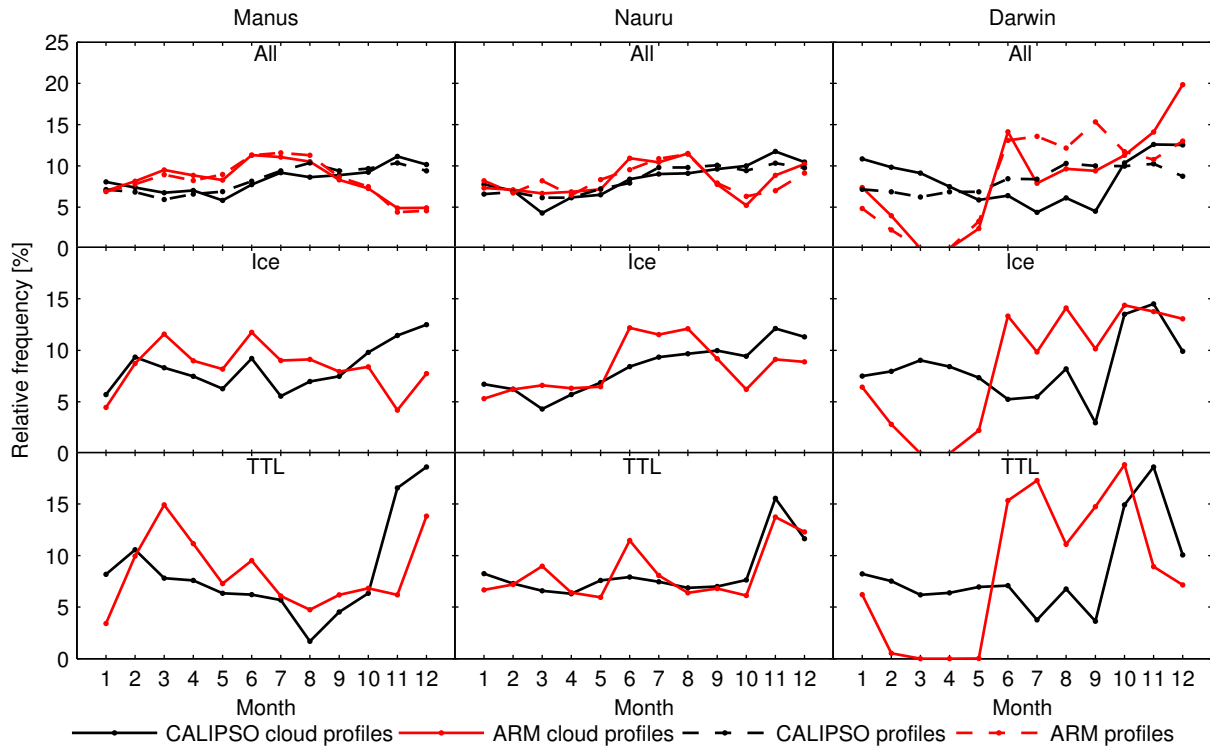 Manus Nauru Darwin
25 All All All
20
15
10
5
0
Relative frequency [%]
Ice Ice Ice
15
10
5
0
TTL TTL TTL
15
10
5
0
1 2 3 4 5 6 7 8 9 10 11 12 1 2 3 4 5 6 7 8 9 10 11 12 1 2 3 4 5 6 7 8 9 10 11 12
Month Month Month
CALIPSO cloud profiles ARM cloud profiles CALIPSO profiles ARM profiles